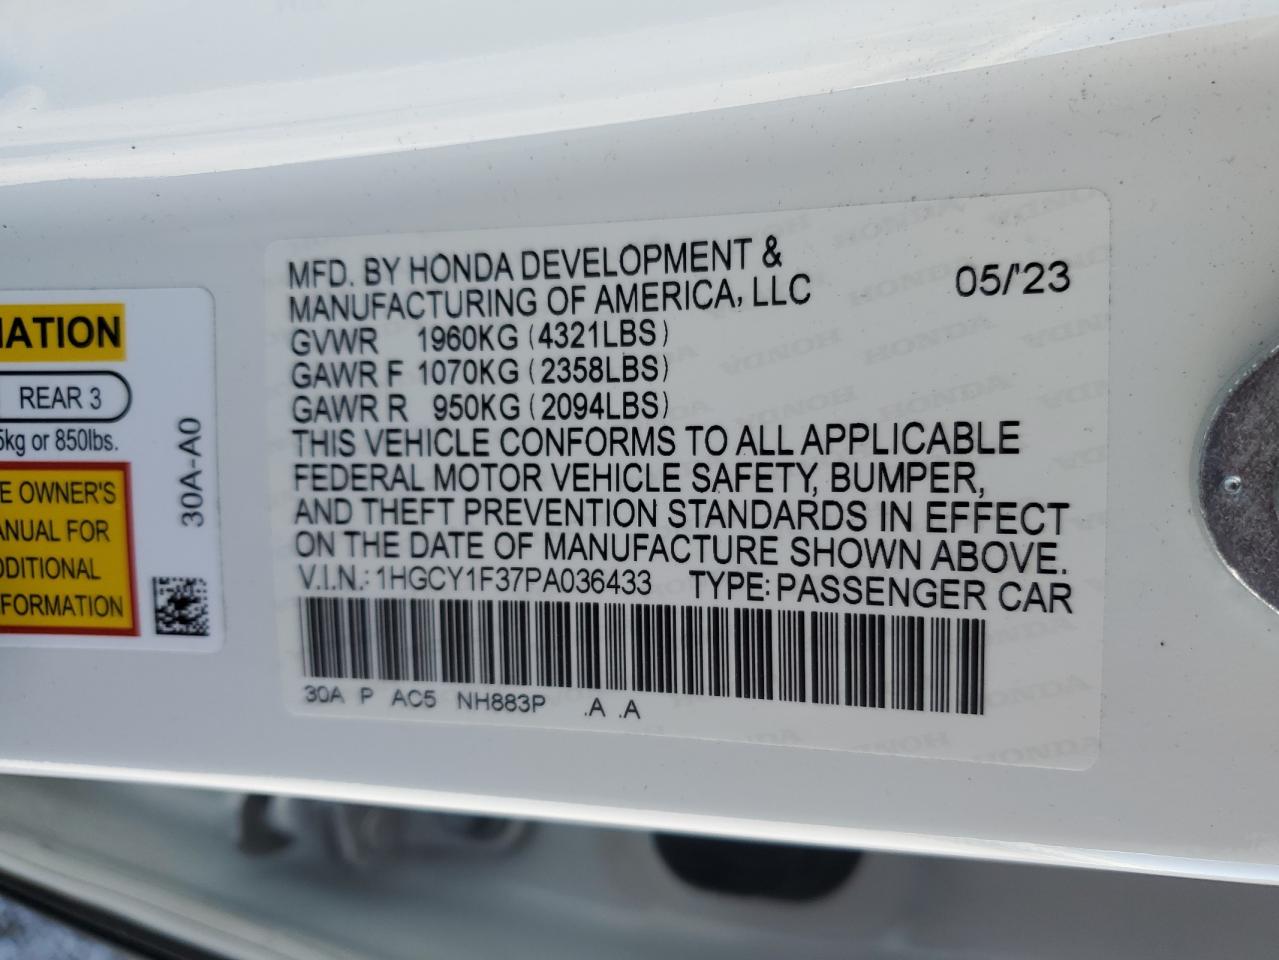 MFD. BY HONDA DEVELOPMENT &
MANUFACTURING OF AMERICA, LLC 05/'23
GVWR 1960KG (4321LBS)
GAWR F 1070KG (2358LBS)
GAWR R 950KG (2094LBS)
THIS VEHICLE CONFORMS TO ALL APPLICABLE
FEDERAL MOTOR VEHICLE SAFETY, BUMPER,
AND THEFT PREVENTION STANDARDS IN EFFECT
ON THE DATE OF MANUFACTURE SHOWN ABOVE.
V.I.N.: 1HGCY1F37PA036433 TYPE: PASSENGER CAR
30A P AC5 NH883P .A .A
MATION
REAR 3
5kg or 850lbs.
E OWNER'S
ANUAL FOR
DDITIONAL
FORMATION
30A-A0
HONDA